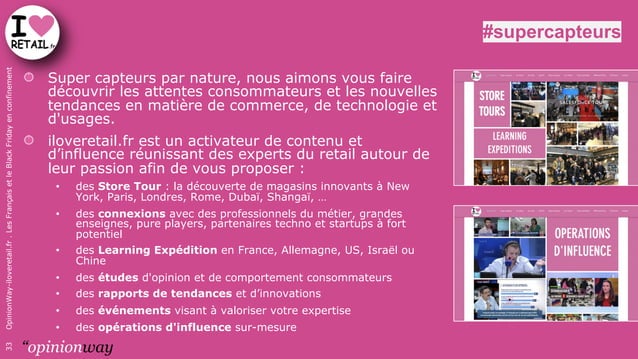 I
RETAIL.fr
#supercapteurs
Super capteurs par nature, nous aimons vous faire
découvrir les attentes consommateurs et les nouvelles
tendances en matière de commerce, de technologie et
d'usages.
iloveretail.fr est un activateur de contenu et
d’influence réunissant des experts du retail autour de
leur passion afin de vous proposer :
• des Store Tour : la découverte de magasins innovants à New
York, Paris, Londres, Rome, Dubaï, Shangaï, …
• des connexions avec des professionnels du métier, grandes
enseignes, pure players, partenaires techno et startups à fort
potentiel
• des Learning Expédition en France, Allemagne, US, Israël ou
Chine
• des études d'opinion et de comportement consommateurs
• des rapports de tendances et d’innovations
• des événements visant à valoriser votre expertise
• des opérations d'influence sur-mesure
STORE
TOURS
LEARNING
EXPEDITIONS
OPERATIONS
D'INFLUENCE
33 OpinionWay-iloveretail.fr . Les Français et le Black Friday en confinement
“opinionway